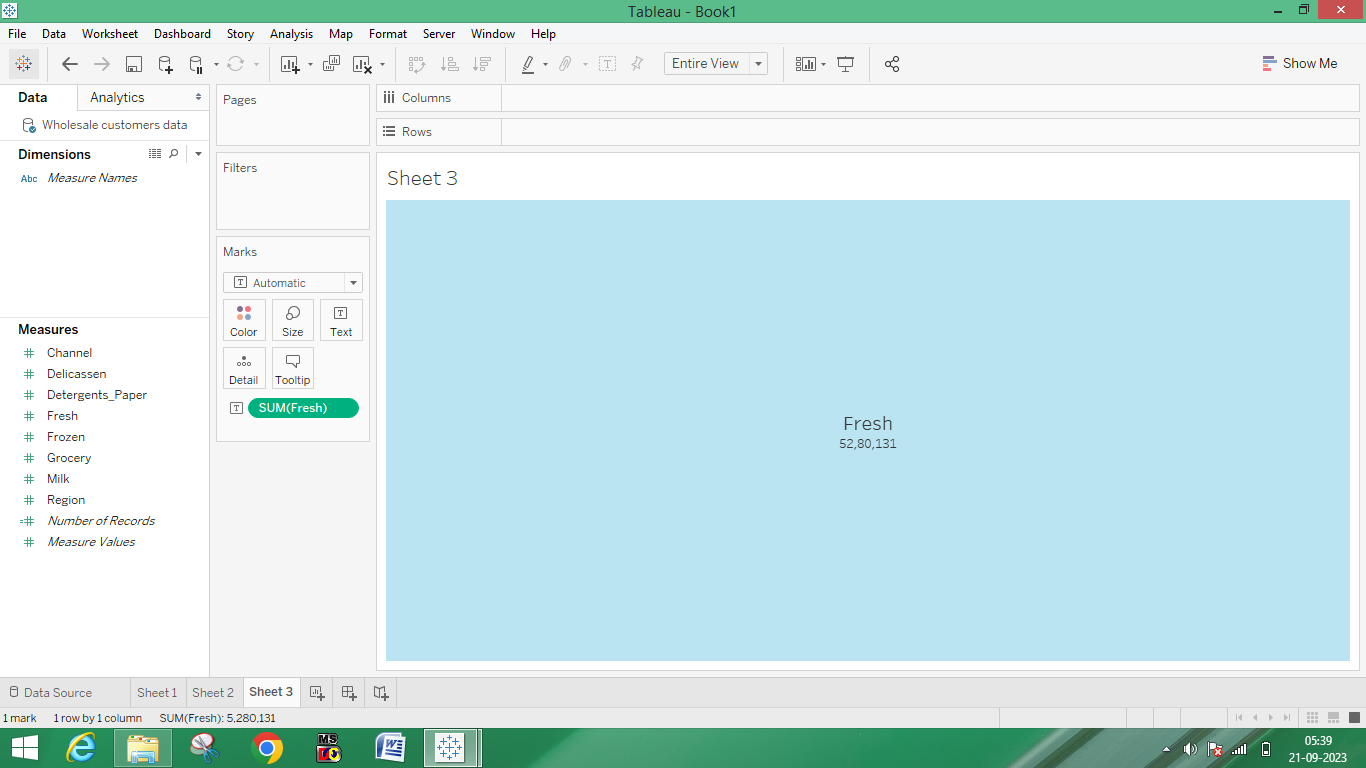 Tableau - Book1
File Data Worksheet Dashboard Story Analysis Map Format Server Window Help
Entire View
Show Me
Data Analytics
Wholesale customers data
Dimensions
Abc Measure Names
Measures
Channel
Delicassen
Detergents_Paper
Fresh
Frozen
Grocery
Milk
Region
Number of Records
Measure Values
Pages
Filters
Marks
T Automatic
Color Size T Text
Detail Tooltip
T SUM(Fresh)
Columns
Rows
Sheet 3
Fresh
52,80,131
Data Source Sheet 1 Sheet 2 Sheet 3
1 mark 1 row by 1 column SUM(Fresh): 5,280,131
MS
W
05:39
21-09-2023